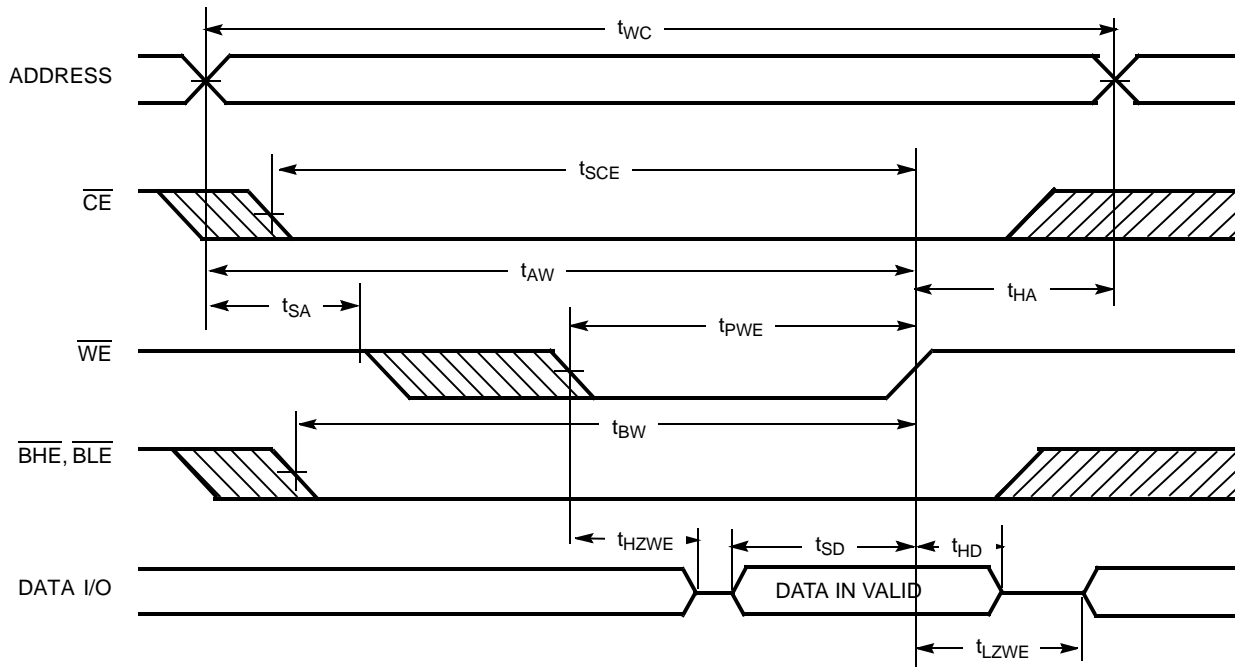 tWC
ADDRESS
tSCE
CE
tAW
tSA
tHA
tPWE
WE
tBW
BHE, BLE
tHZWE
tSD
tHD
DATA I/O
DATA IN VALID
tLZWE